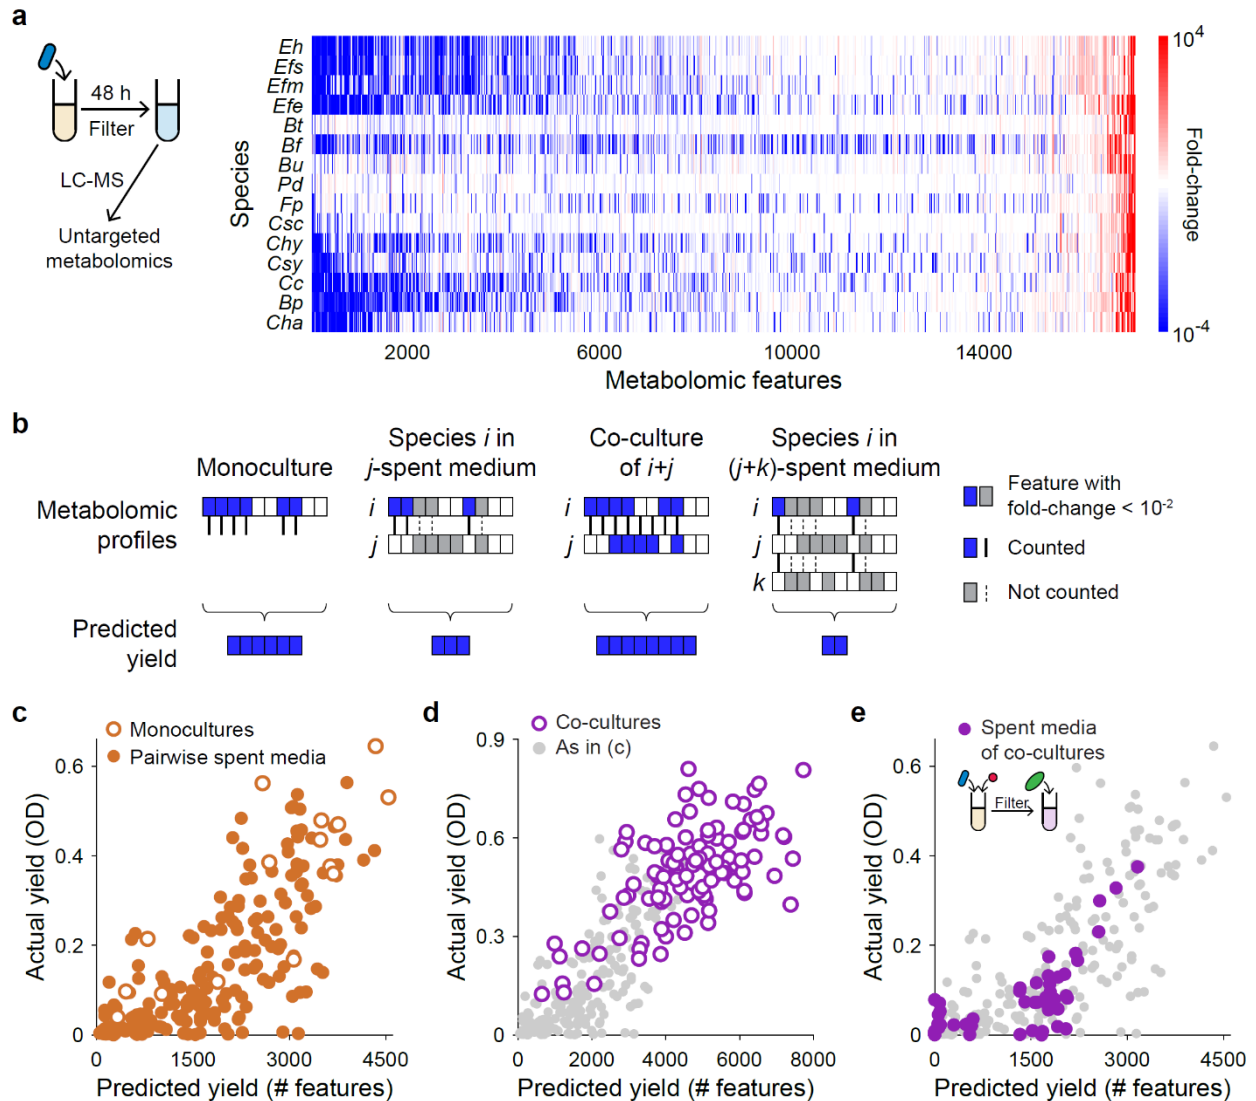 a
48 h
Filter
LC-MS
Untargeted
metabolomics
Species
Eh
Efs
Efm
Efe
Bt
Bf
Bu
Pd
Fp
Csc
Chy
Csy
Cc
Bp
Cha
2000
6000
10000
14000
Metabolomic features
10⁴
Fold-change
10⁻⁴
b
Monoculture
Species i in
j-spent medium
Co-culture
of i+j
Species i in
(j+k)-spent medium
Metabolomic
profiles
i
j
i
j
i
j
k
Feature with
fold-change < 10⁻²
Counted
Not counted
Predicted
yield
c
Monocultures
Pairwise spent media
Actual yield (OD)
0.6
0.4
0.2
0
0
1500
3000
4500
Predicted yield (# features)
d
Co-cultures
As in (c)
Actual yield (OD)
0.9
0.6
0.3
0
0
2000
4000
6000
8000
Predicted yield (# features)
e
Spent media
of co-cultures
Filter
Actual yield (OD)
0.6
0.4
0.2
0
0
1500
3000
4500
Predicted yield (# features)